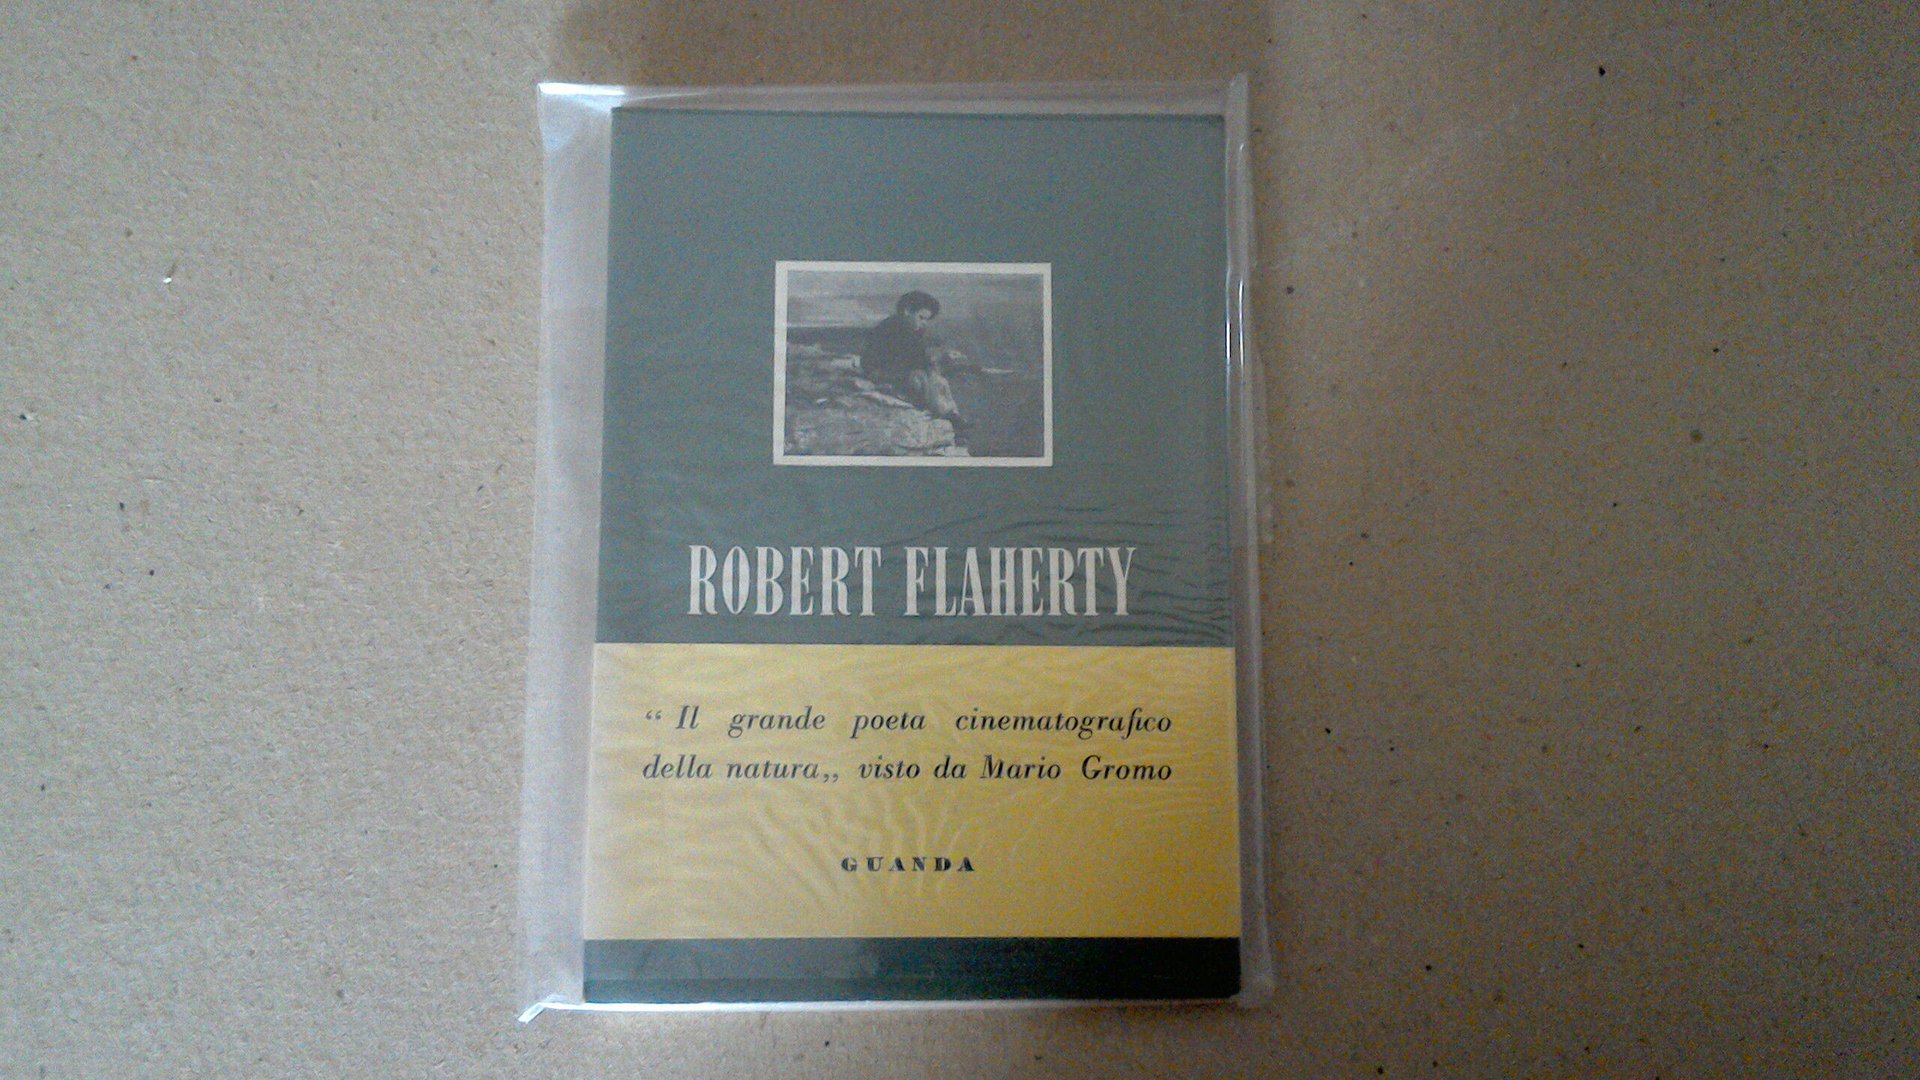 ROBERT FLAHERTY
“ Il grande poeta cinematografico
della natura„ visto da Mario Gromo
GUANDA